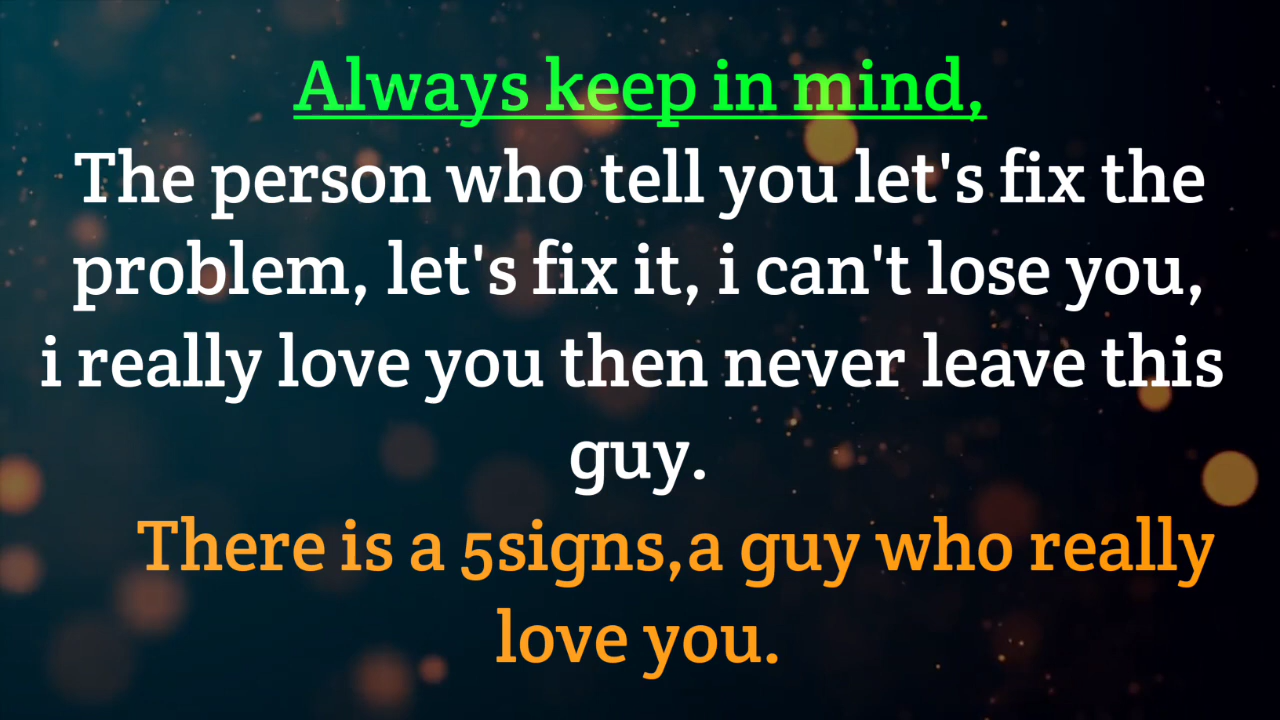 Always keep in mind,
The person who tell you let's fix the
problem, let's fix it, i can't lose you,
i really love you then never leave this
guy.
There is a 5signs,a guy who really
love you.